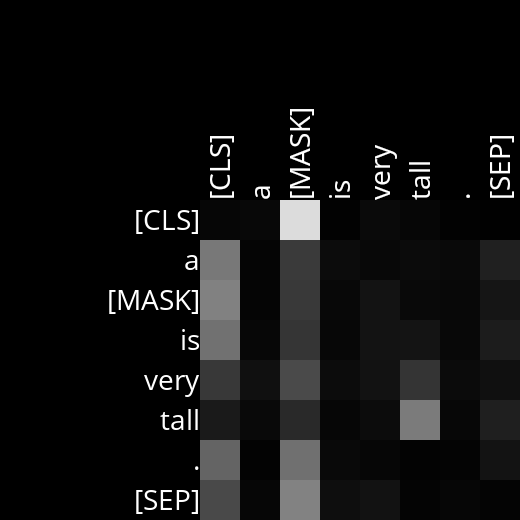 [CLS] a [MASK] is very tall . [SEP]
[CLS]
a
[MASK]
is
very
tall
.
[SEP]